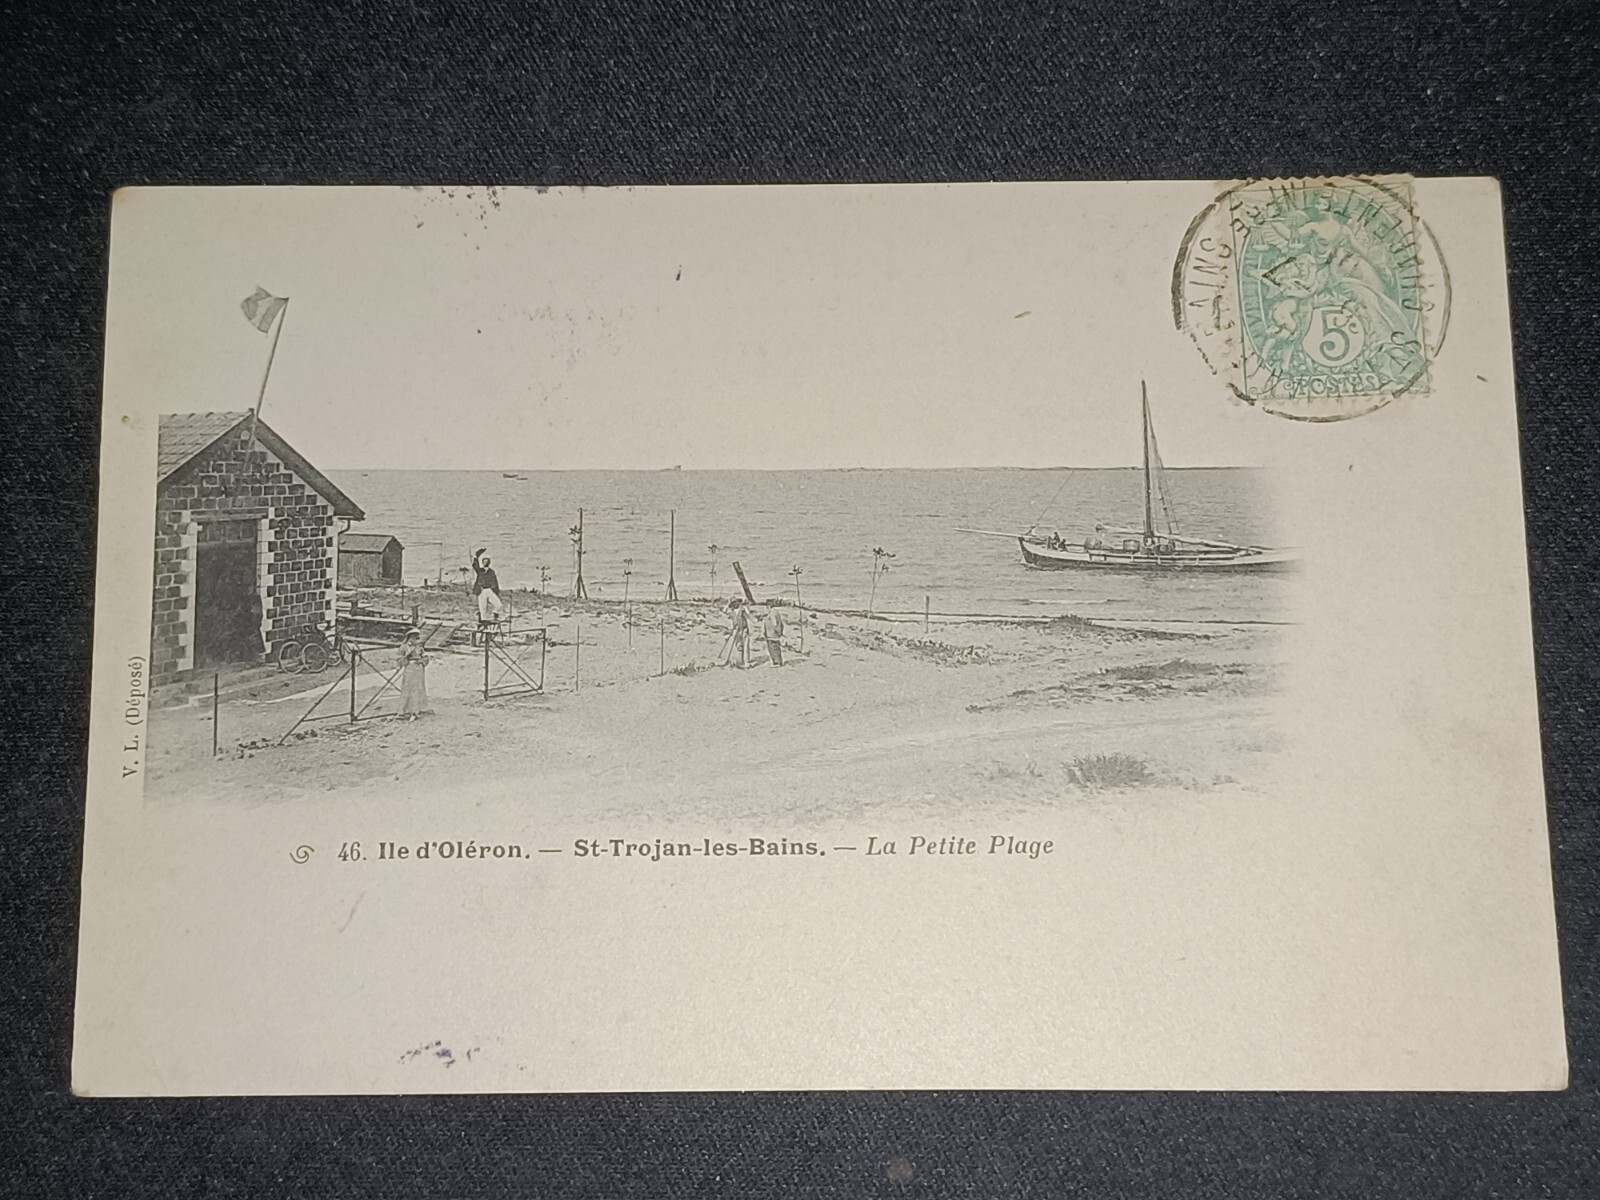 5c
POSTES
V. L. (Déposé)
46. Ile d'Oléron. — St-Trojan-les-Bains. — La Petite Plage